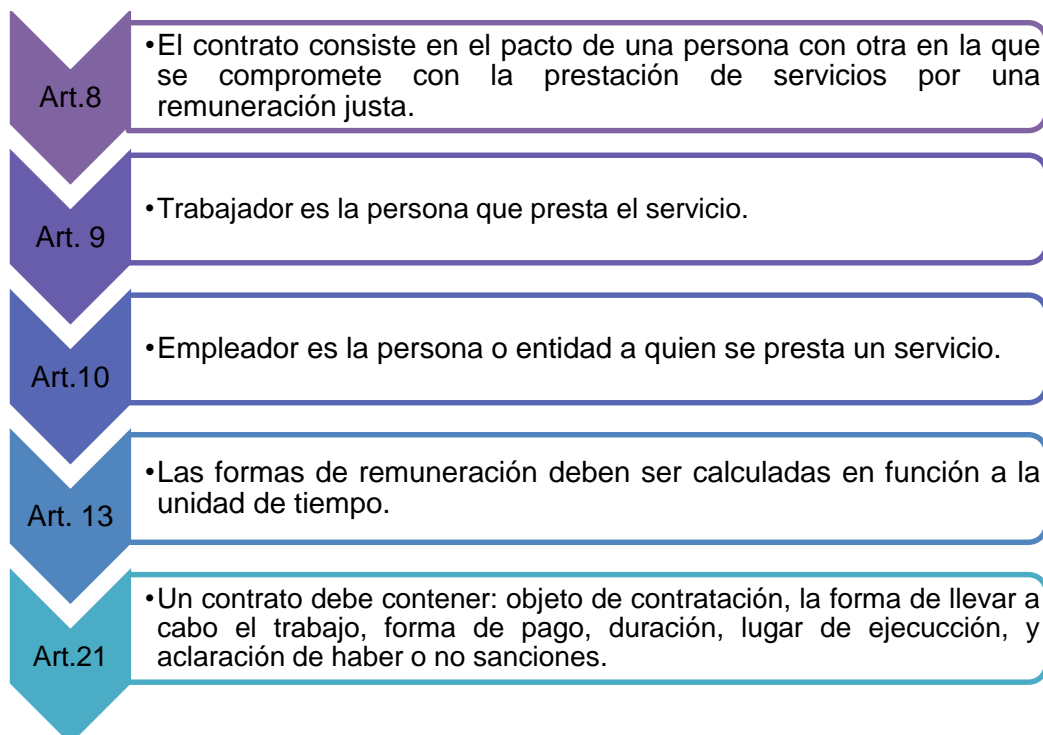 Art.8
•El contrato consiste en el pacto de una persona con otra en la que
se compromete con la prestación de servicios por una
remuneración justa.
Art. 9
•Trabajador es la persona que presta el servicio.
Art.10
•Empleador es la persona o entidad a quien se presta un servicio.
Art. 13
•Las formas de remuneración deben ser calculadas en función a la
unidad de tiempo.
Art.21
•Un contrato debe contener: objeto de contratación, la forma de llevar a
cabo el trabajo, forma de pago, duración, lugar de ejecucción, y
aclaración de haber o no sanciones.